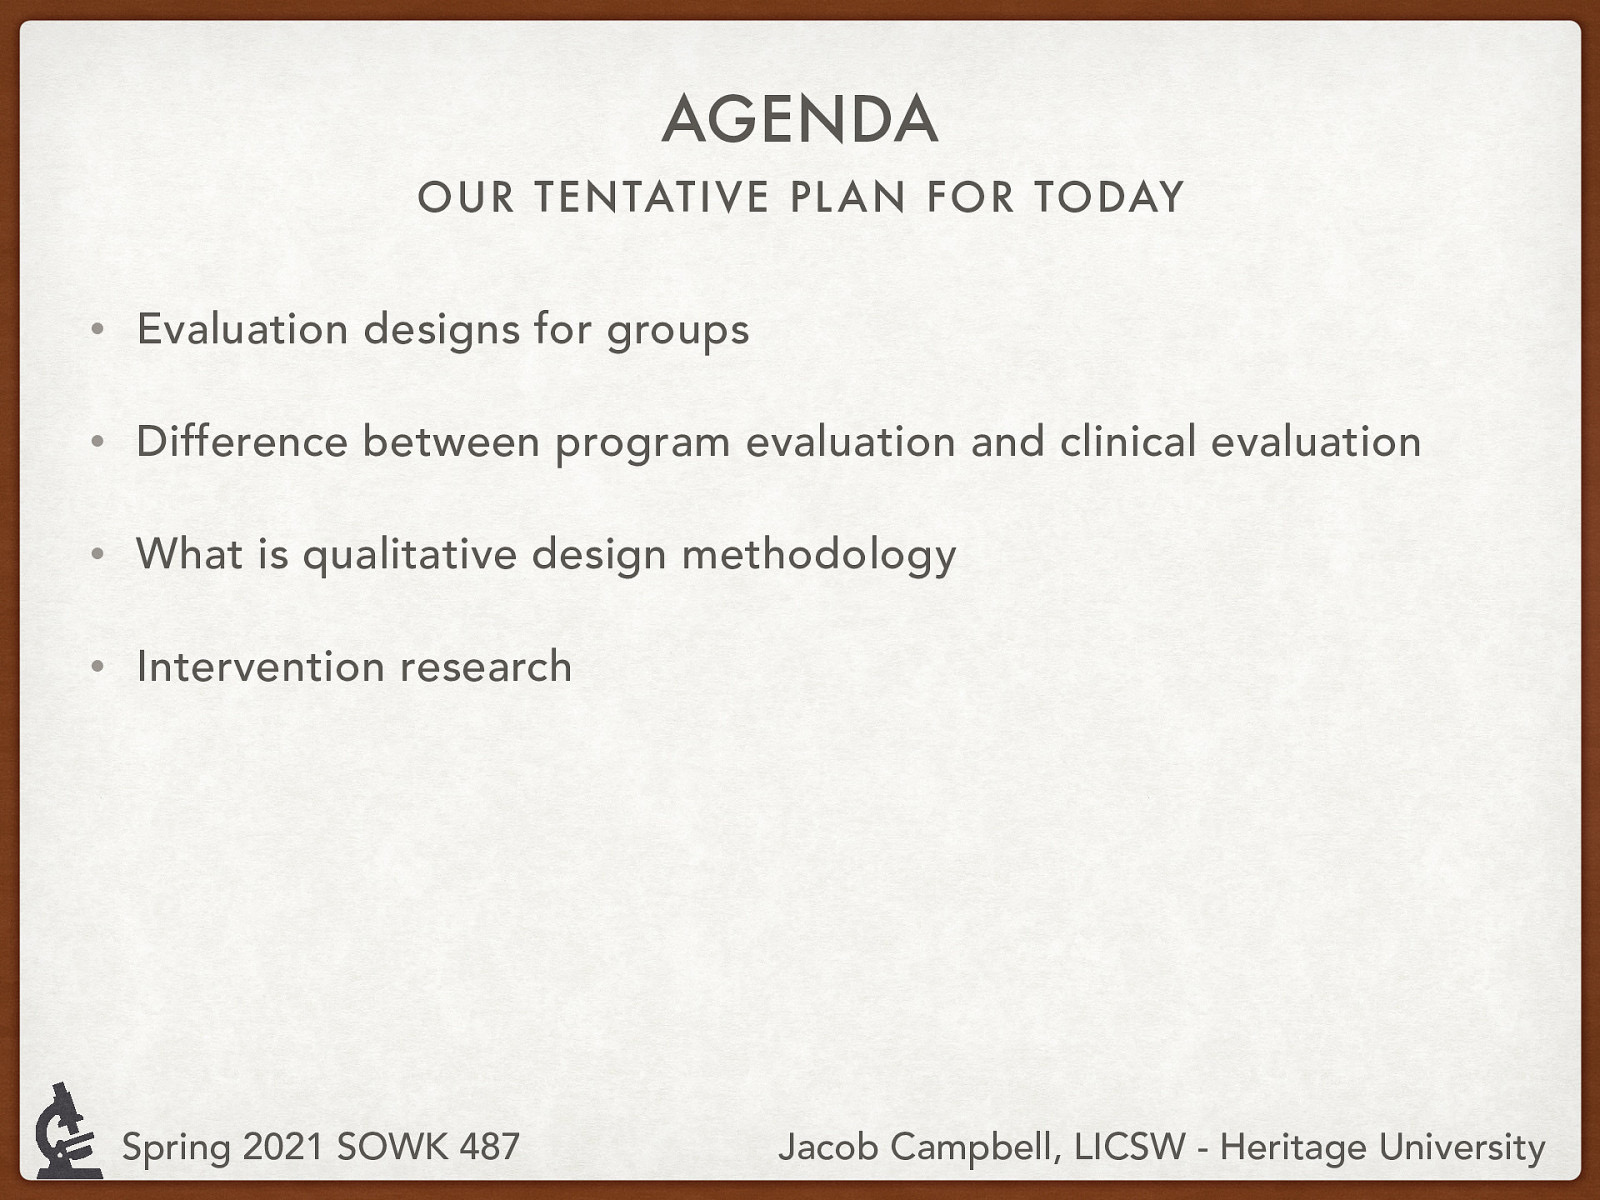 AGENDA
OUR TENTATIVE PLAN FOR TODAY
• Evaluation designs for groups
• Difference between program evaluation and clinical evaluation
• What is qualitative design methodology
• Intervention research
Spring 2021 SOWK 487
Jacob Campbell, LICSW - Heritage University